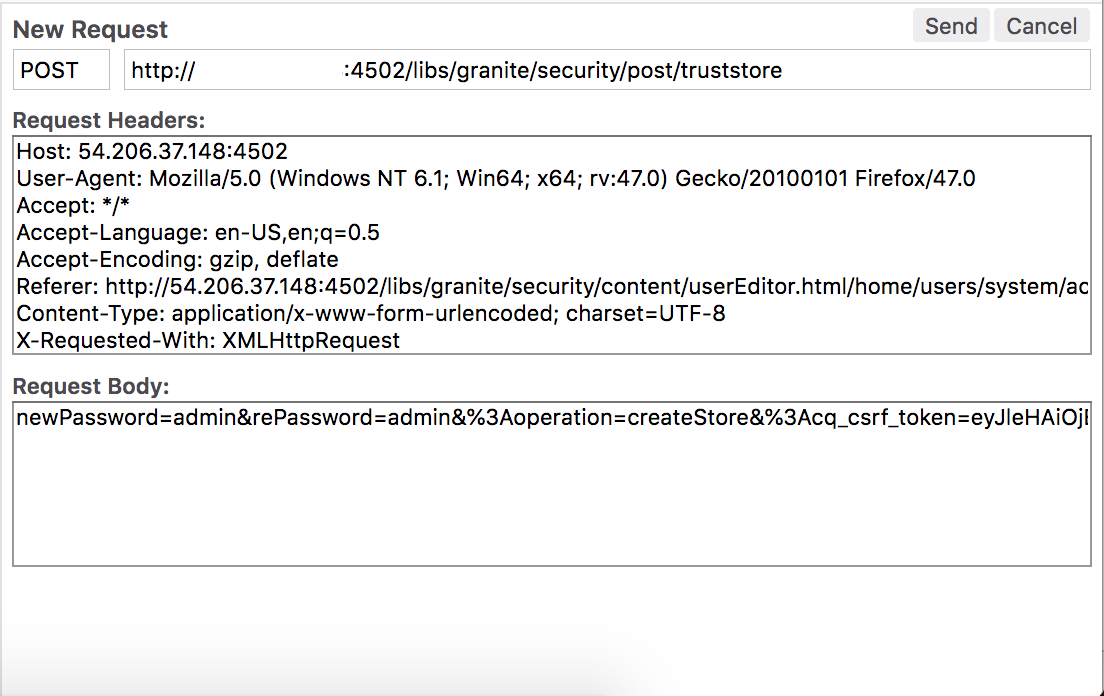 New Request
Send Cancel
POST http:// :4502/libs/granite/security/post/truststore
Request Headers:
Host: 54.206.37.148:4502
User-Agent: Mozilla/5.0 (Windows NT 6.1; Win64; x64; rv:47.0) Gecko/20100101 Firefox/47.0
Accept: */*
Accept-Language: en-US,en;q=0.5
Accept-Encoding: gzip, deflate
Referer: http://54.206.37.148:4502/libs/granite/security/content/userEditor.html/home/users/system/ac
Content-Type: application/x-www-form-urlencoded; charset=UTF-8
X-Requested-With: XMLHttpRequest
Request Body:
newPassword=admin&rePassword=admin&%3Aoperation=createStore&%3Acq_csrf_token=eyJleHAiOjE